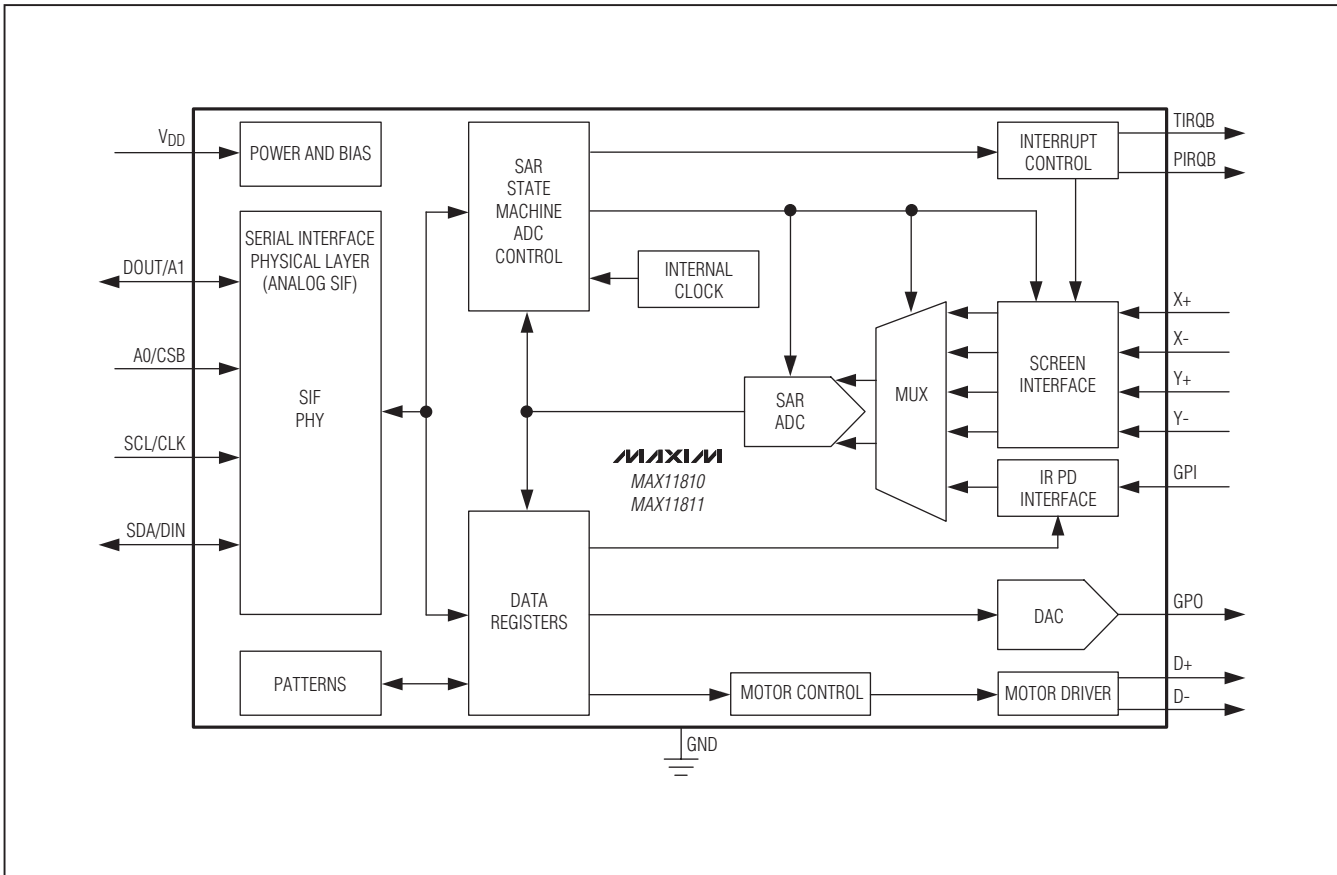 VDD
POWER AND BIAS
SERIAL INTERFACE
PHYSICAL LAYER
(ANALOG SIF)
DOUT/A1
A0/CSB
SIF
PHY
SCL/CLK
SDA/DIN
PATTERNS
SAR
STATE
MACHINE
ADC
CONTROL
INTERNAL
CLOCK
SAR
ADC
MUX
MAXIM
MAX11810
MAX11811
DATA
REGISTERS
MOTOR CONTROL
INTERRUPT
CONTROL
TIRQB
PIRQB
SCREEN
INTERFACE
X+
X-
Y+
Y-
IR PD
INTERFACE
GPI
DAC
GPO
MOTOR DRIVER
D+
D-
GND